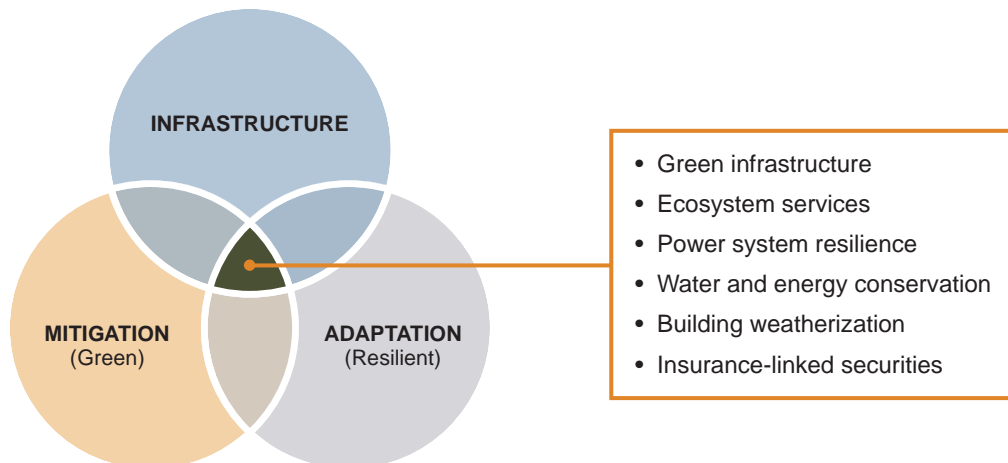 INFRASTRUCTURE
MITIGATION
(Green)
ADAPTATION
(Resilient)
• Green infrastructure
• Ecosystem services
• Power system resilience
• Water and energy conservation
• Building weatherization
• Insurance-linked securities